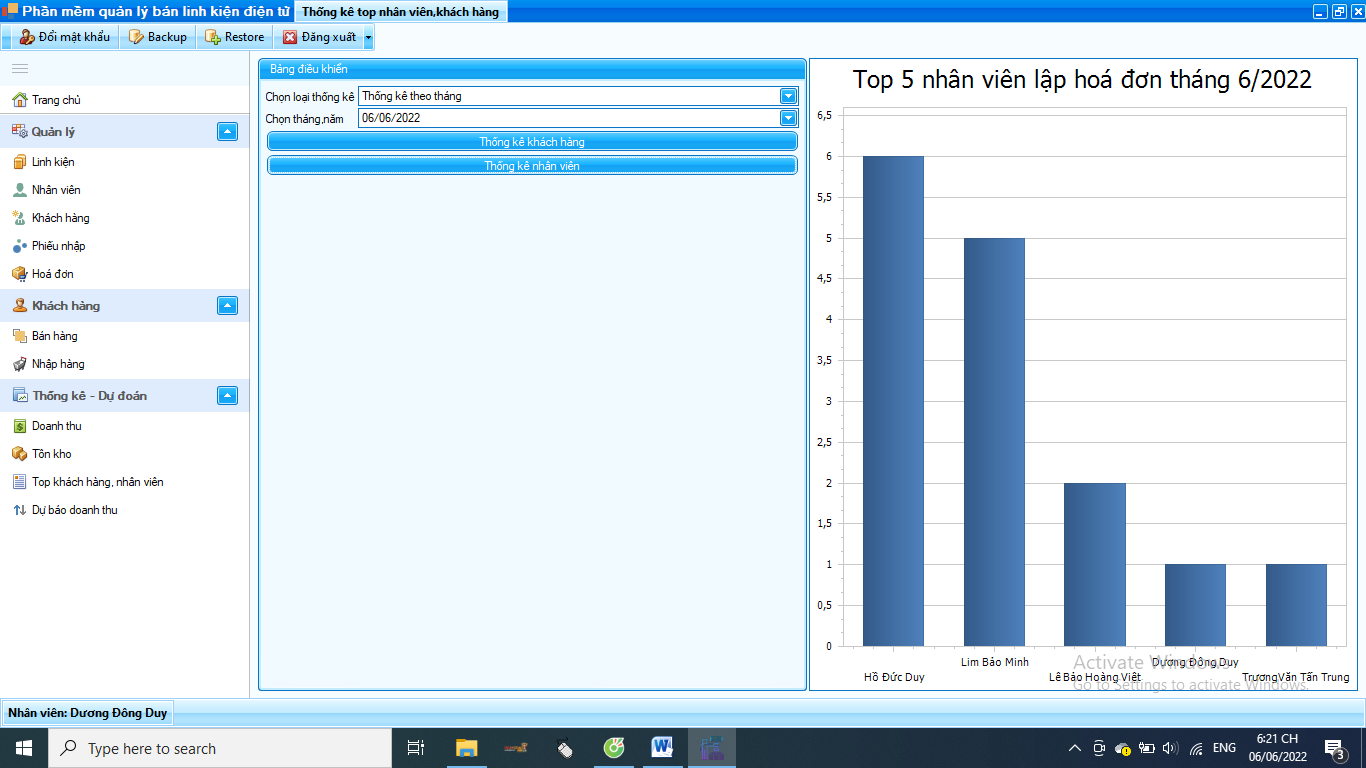 Phần mềm quản lý bán linh kiện điện tử
Thống kê top nhân viên,khách hàng
Đổi mật khẩu
Backup
Restore
Đăng xuất
Trang chủ
Quản lý
Linh kiện
Nhân viên
Khách hàng
Phiếu nhập
Hoá đơn
Khách hàng
Bán hàng
Nhập hàng
Thống kê - Dự đoán
Doanh thu
Tồn kho
Top khách hàng, nhân viên
Dự báo doanh thu
Bảng điều khiển
Chọn loại thống kê
Thống kê theo tháng
Chọn tháng,năm
06/06/2022
Thống kê khách hàng
Thống kê nhân viên
Top 5 nhân viên lập hoá đơn tháng 6/2022
6,5
6
5,5
5
4,5
4
3,5
3
2,5
2
1,5
1
0,5
0
Hồ Đức Duy
Lim Bảo Minh
Lê Bảo Hoàng Việt
Dương Đông Duy
TrươngVăn Tấn Trung
Activate Windows
Go to Settings to activate Windows.
Nhân viên: Dương Đông Duy
Type here to search
ENG
6:21 CH
06/06/2022
3